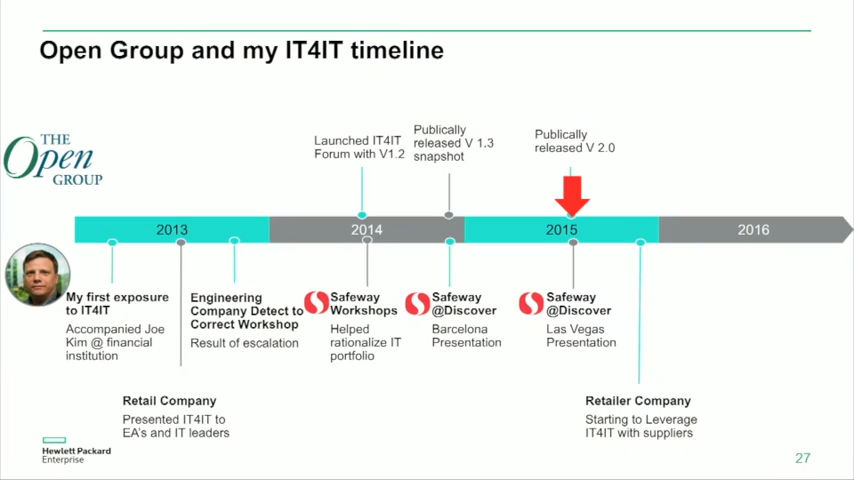 Open Group and my IT4IT timeline
THE
Open
GROUP
Launched IT4IT
Forum with V1.2
Publically
released V 1.3
snapshot
Publically
released V 2.0
2013
2014
2015
2016
My first exposure
to IT4IT
Accompanied Joe
Kim @ financial
institution
Engineering
Company Detect to
Correct Workshop
Result of escalation
Safeway
Workshops
Helped
rationalize IT
portfolio
Safeway
@Discover
Barcelona
Presentation
Safeway
@Discover
Las Vegas
Presentation
Retail Company
Presented IT4IT to
EA's and IT leaders
Retailer Company
Starting to Leverage
IT4IT with suppliers
Hewlett Packard
Enterprise
27